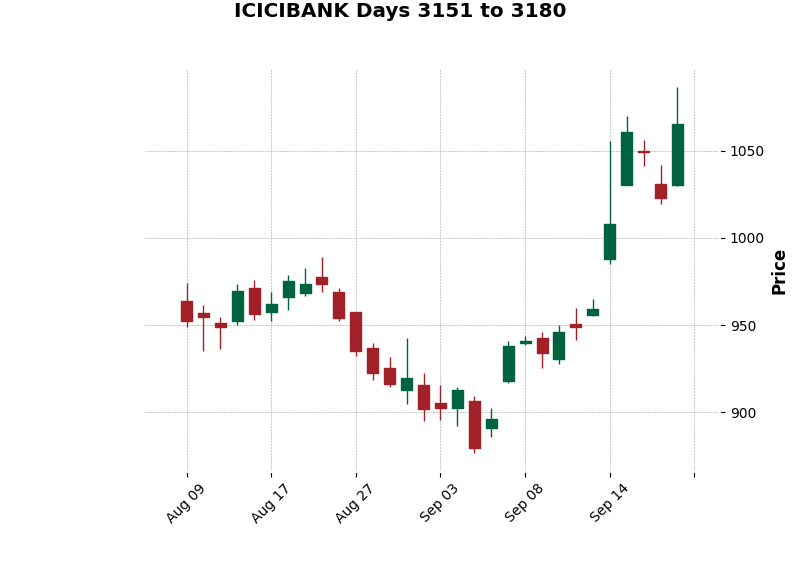 ICICIBANK Days 3151 to 3180
1050
1000
950
900
Price
Aug 09
Aug 17
Aug 27
Sep 03
Sep 08
Sep 14